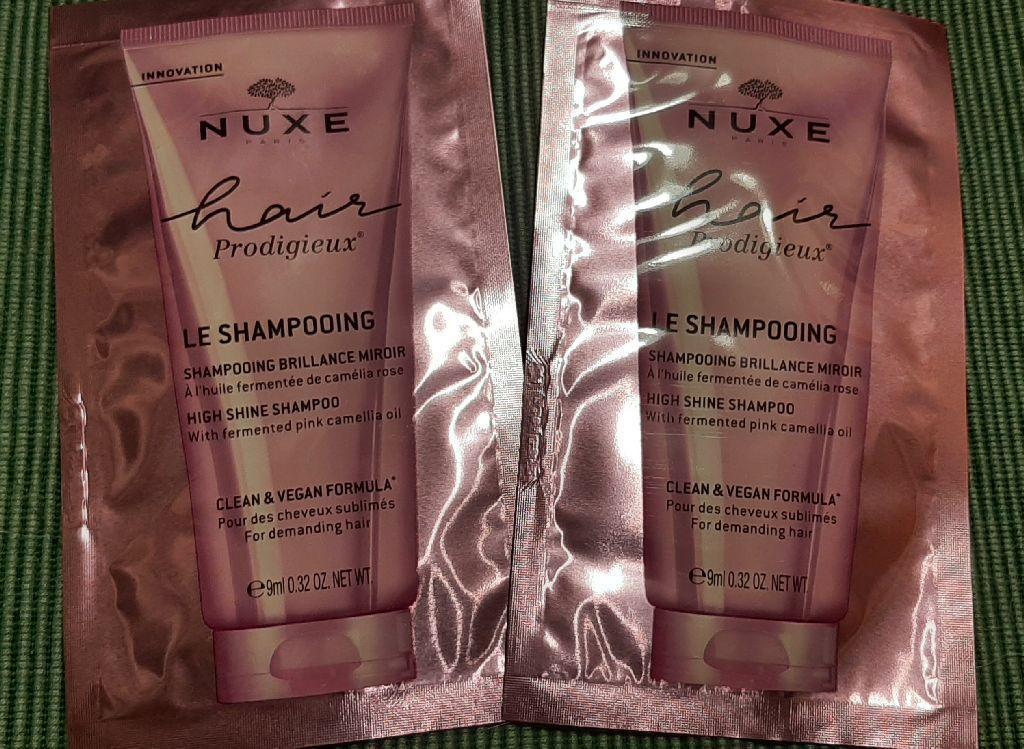 INNOVATION
NUXE
PARIS
hair
Prodigieux®
LE SHAMPOOING
SHAMPOOING BRILLANCE MIROIR
À l'huile fermentée de camélia rose
HIGH SHINE SHAMPOO
With fermented pink camellia oil
CLEAN & VEGAN FORMULA*
Pour des cheveux sublimés
For demanding hair
℮9ml 0.32 OZ. NET WT.
INNOVATION
NUXE
PARIS
hair
Prodigieux®
LE SHAMPOOING
SHAMPOOING BRILLANCE MIROIR
À l'huile fermentée de camélia rose
HIGH SHINE SHAMPOO
With fermented pink camellia oil
CLEAN & VEGAN FORMULA*
Pour des cheveux sublimés
For demanding hair
℮9ml 0.32 OZ. NET WT.